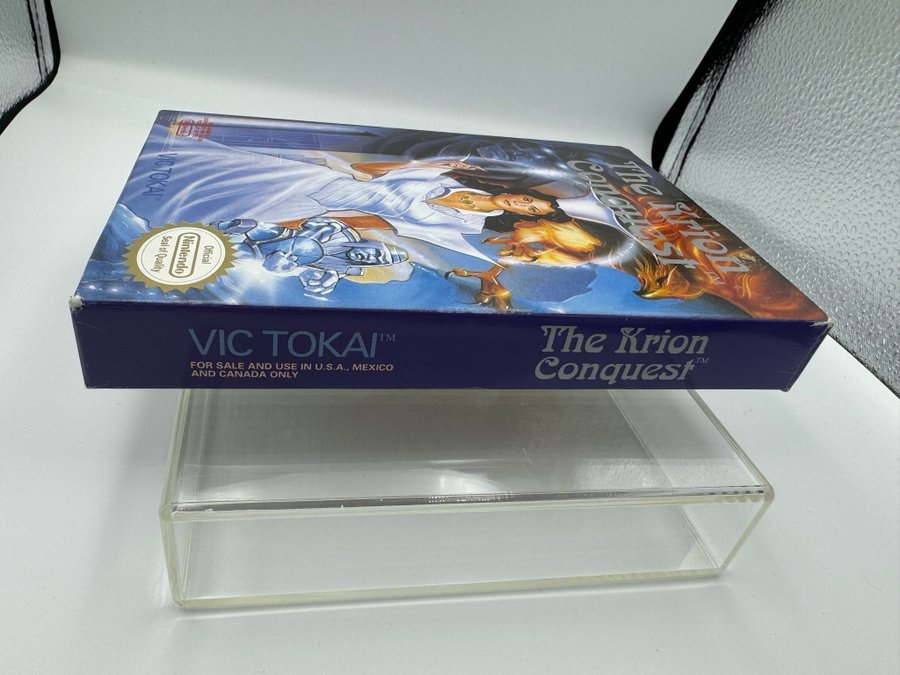 The
Krion
Conquest
VIC TOKAI™
Official
Nintendo
Seal of Quality
VIC TOKAI™
FOR SALE AND USE IN U.S.A., MEXICO
AND CANADA ONLY
The Krion
Conquest™